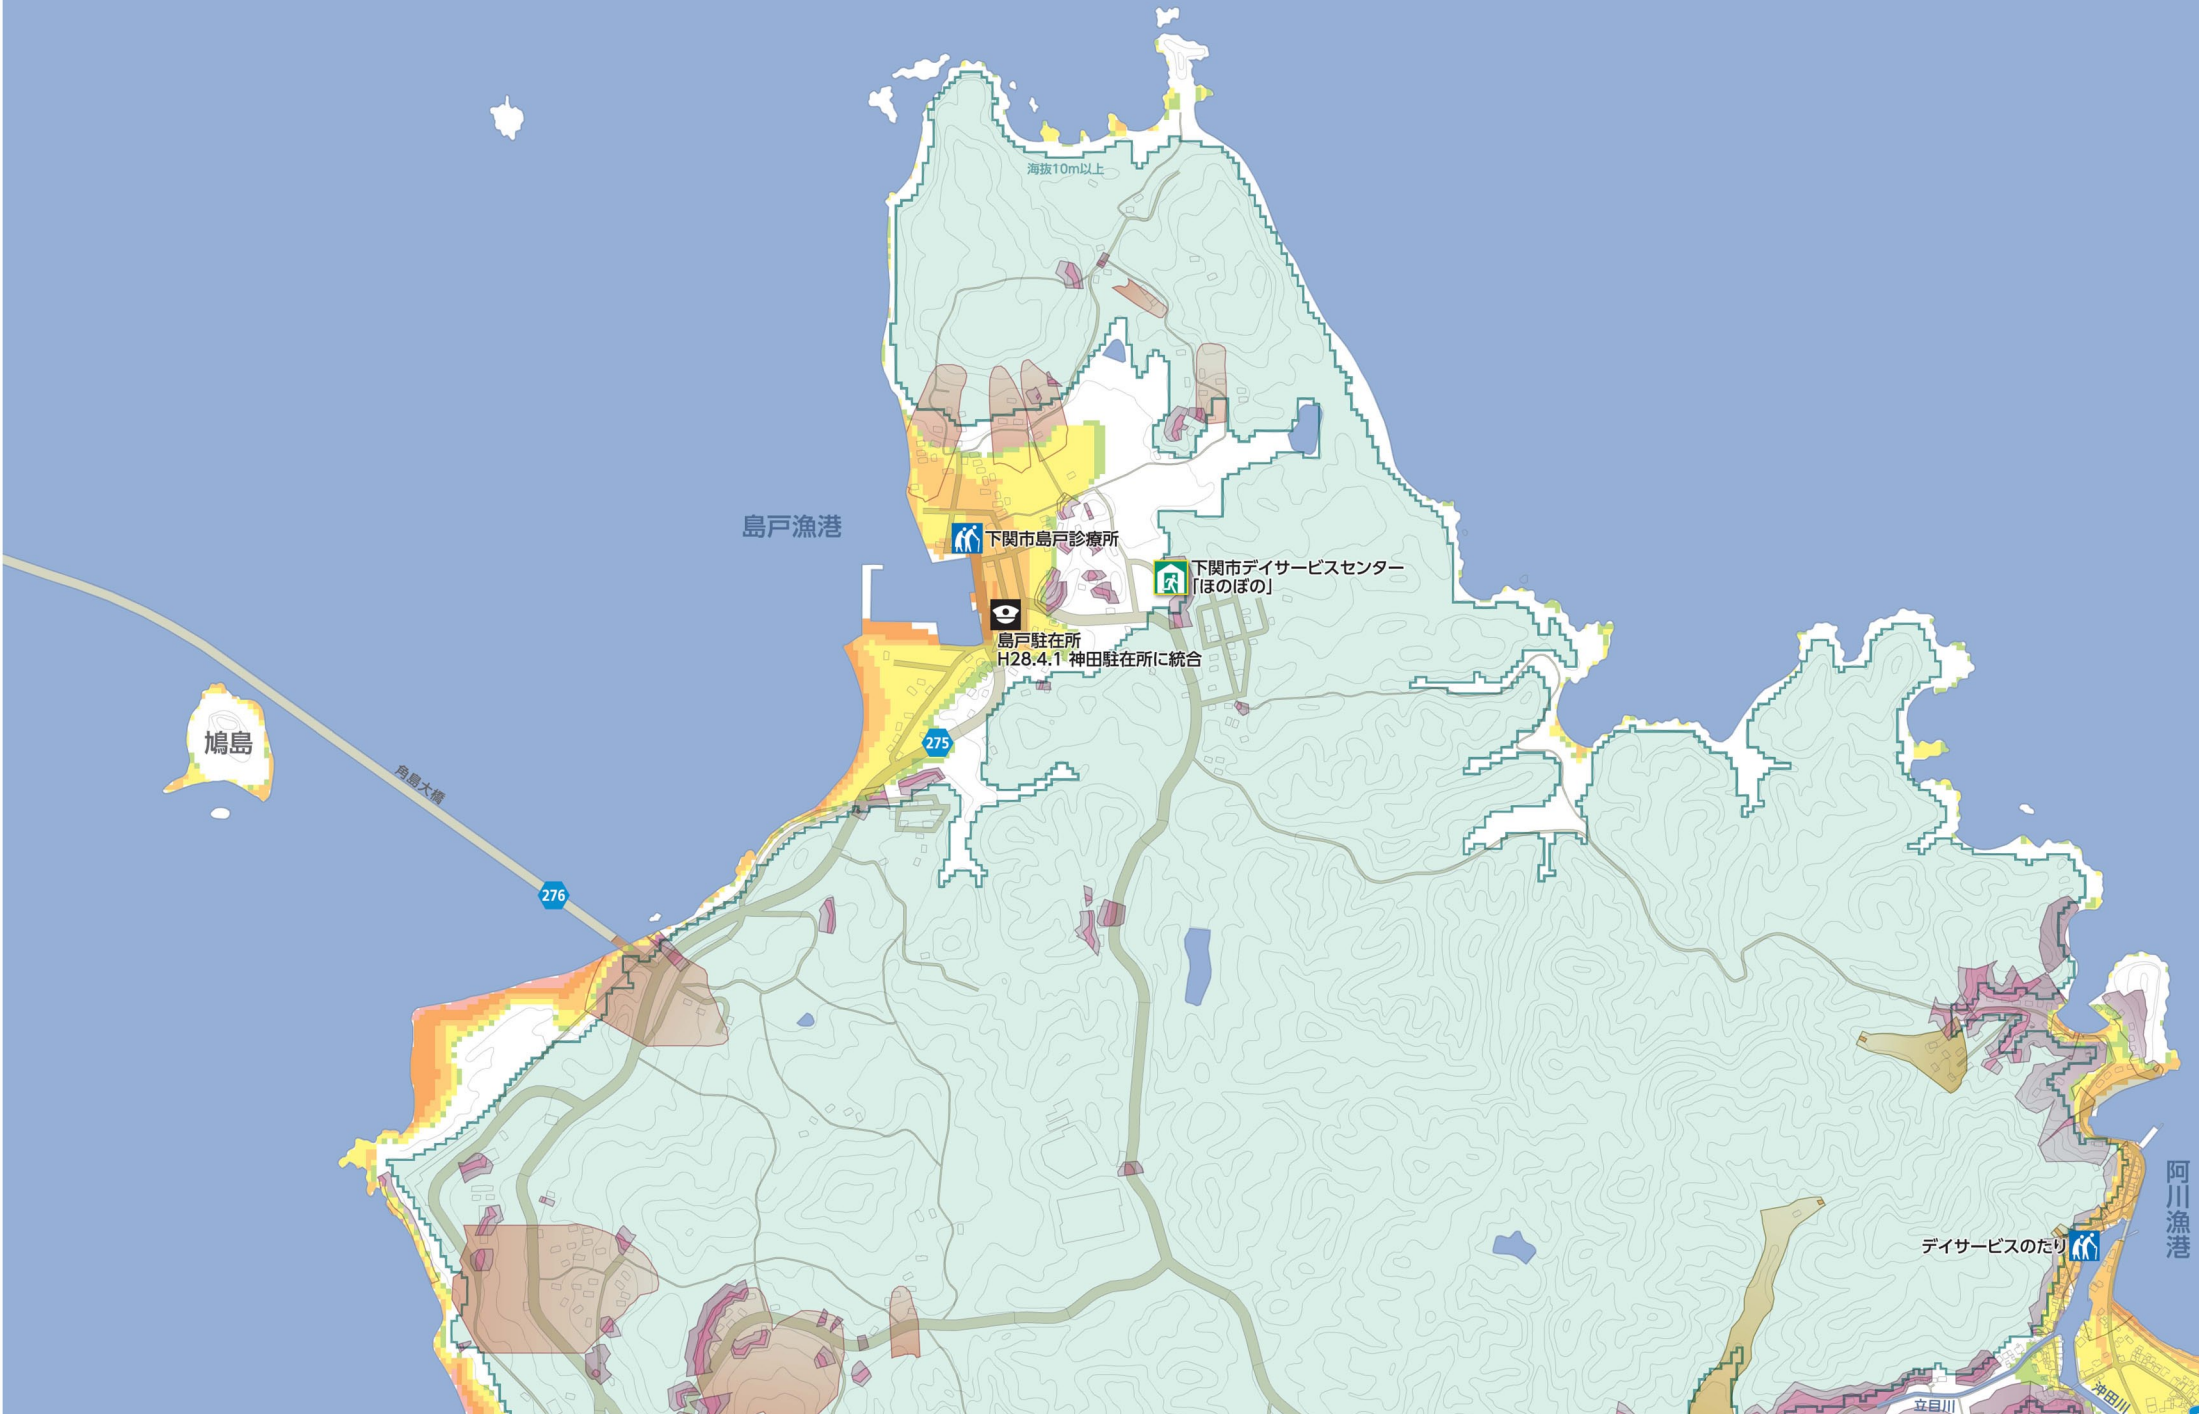 海抜10m以上
島戸漁港
下関市島戸診療所
下関市デイサービスセンター
「ほのぼの」
島戸駐在所
H28.4.1 神田駐在所に統合
鳩島
275
角島大橋
276
阿川漁港
デイサービスのたり
沖田川
立目川